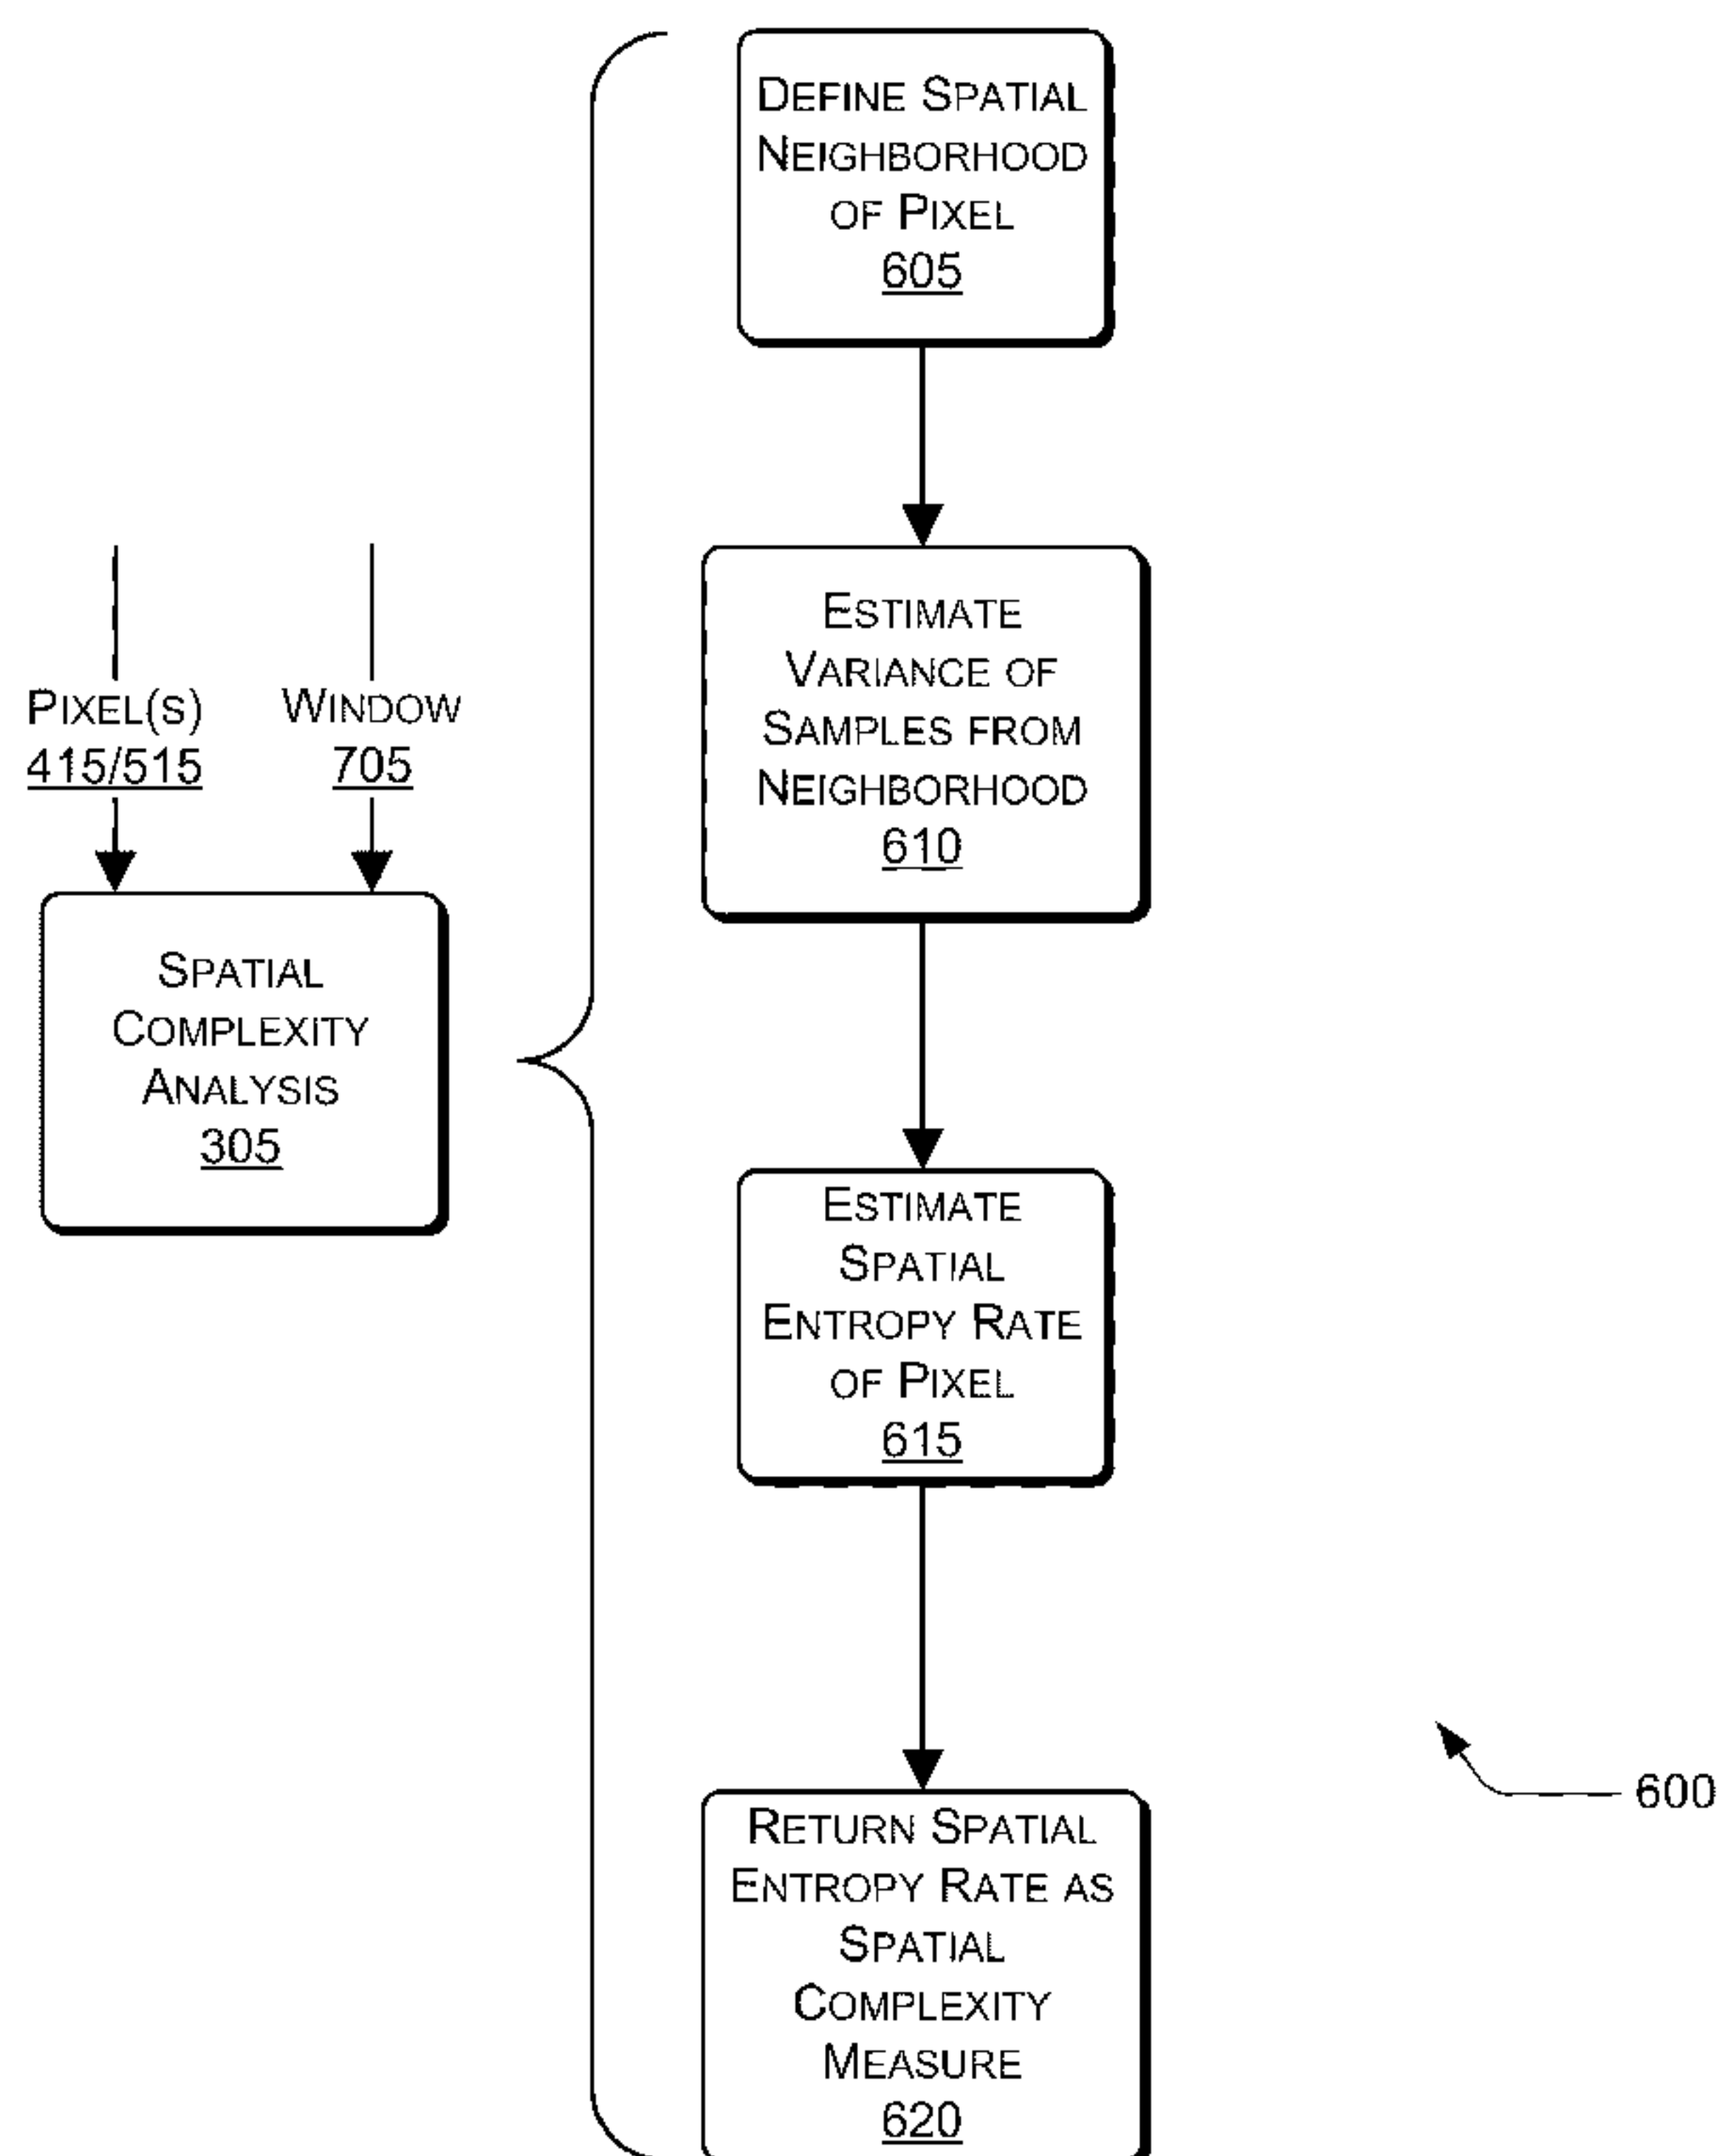 PIXEL(S)
415/515
WINDOW
705
SPATIAL
COMPLEXITY
ANALYSIS
305
DEFINE SPATIAL
NEIGHBORHOOD
OF PIXEL
605
ESTIMATE
VARIANCE OF
SAMPLES FROM
NEIGHBORHOOD
610
ESTIMATE
SPATIAL
ENTROPY RATE
OF PIXEL
615
RETURN SPATIAL
ENTROPY RATE AS
SPATIAL
COMPLEXITY
MEASURE
620
600